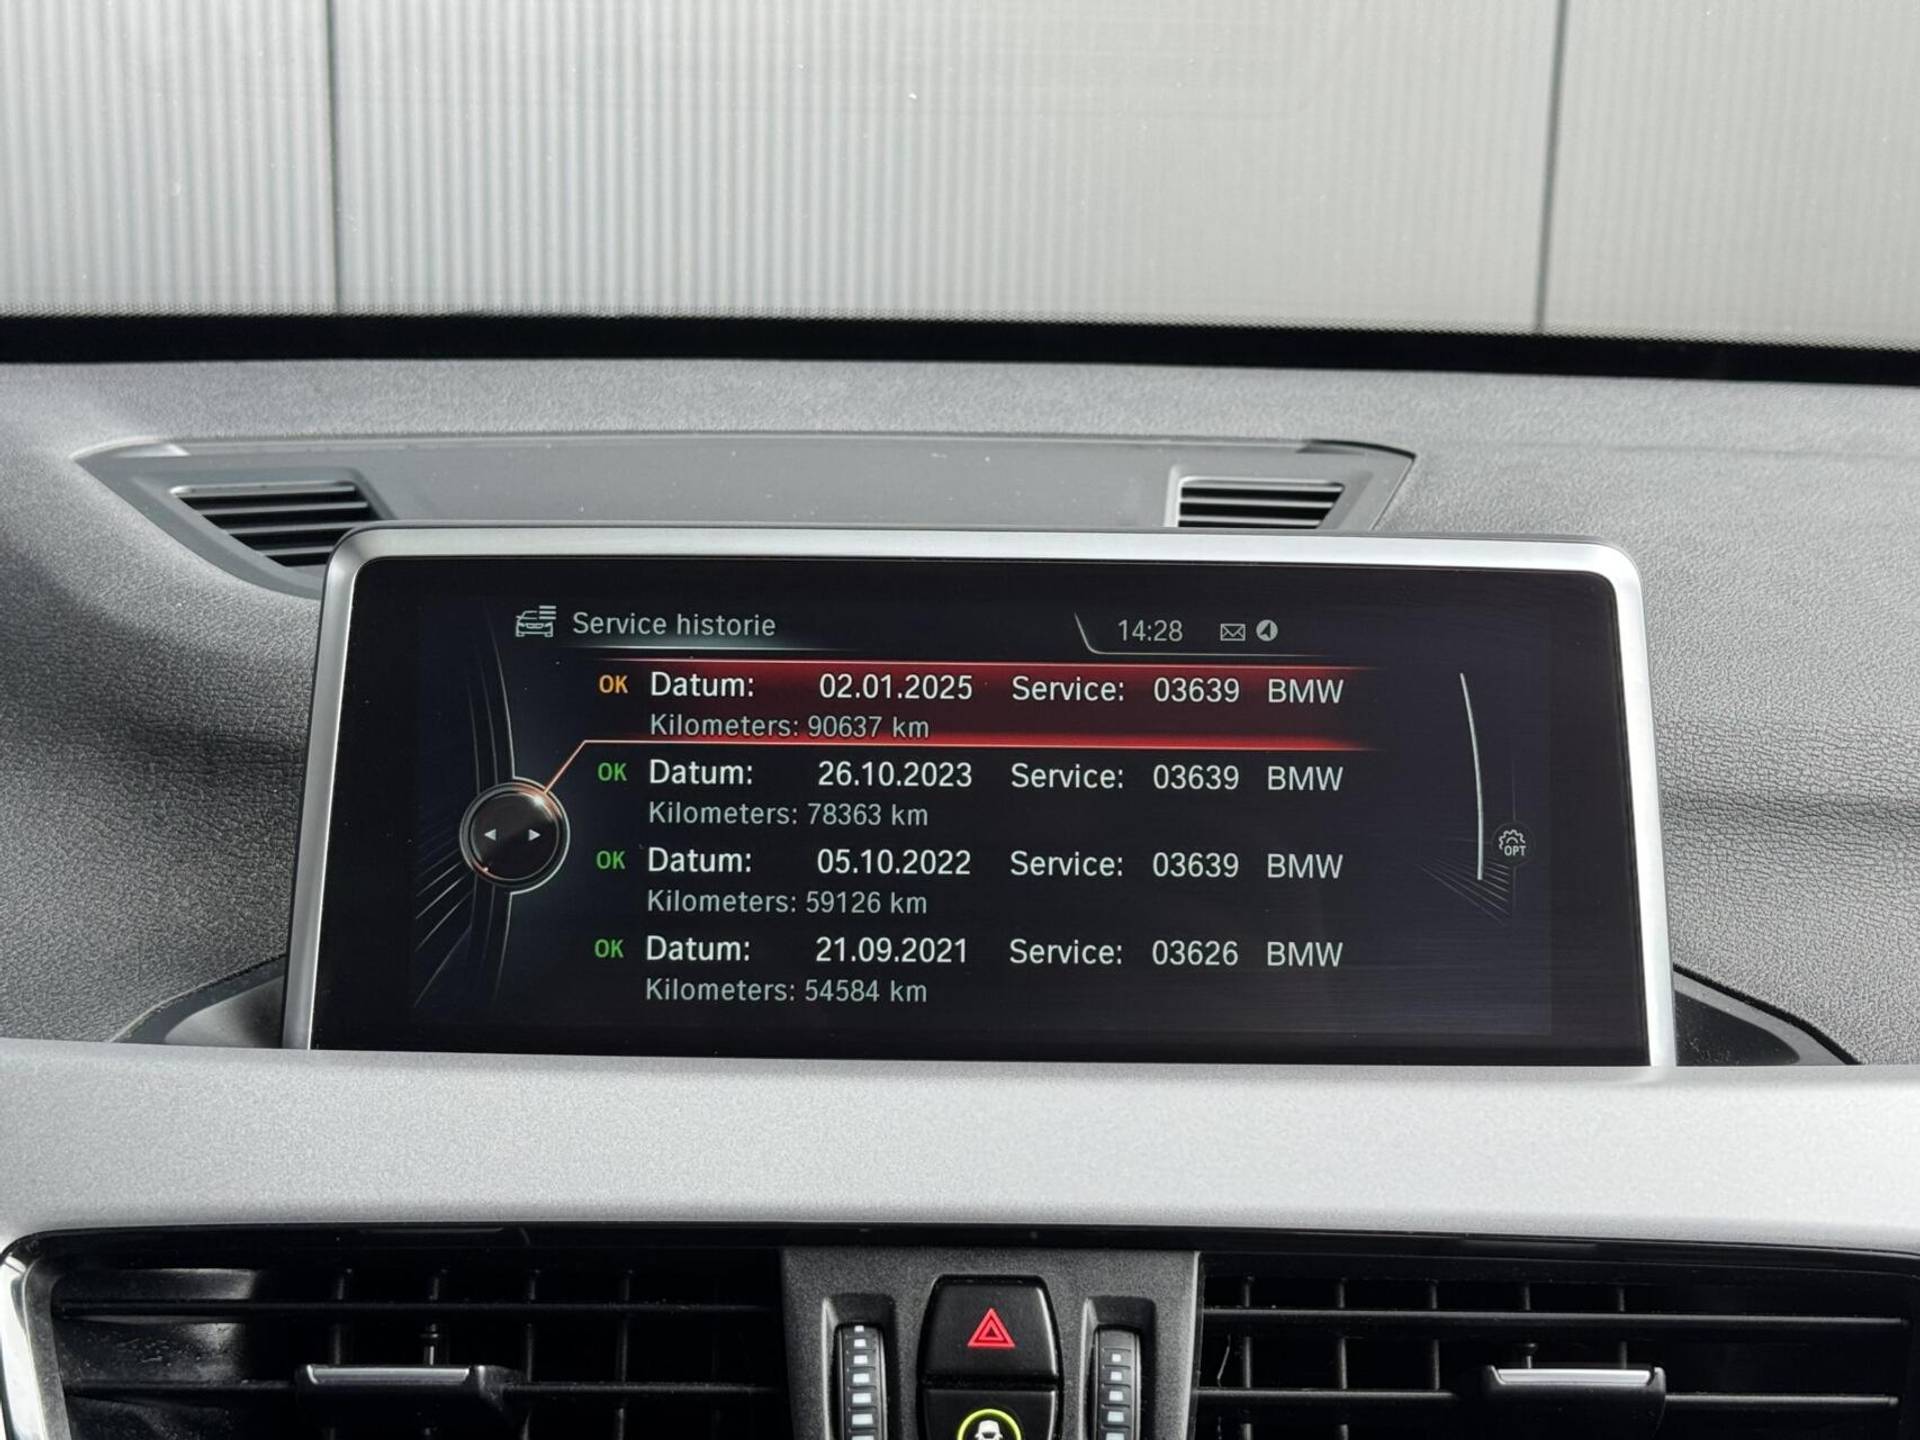 Service historie 14:28
OK Datum: 02.01.2025 Service: 03639 BMW
Kilometers: 90637 km
OK Datum: 26.10.2023 Service: 03639 BMW
Kilometers: 78363 km
OK Datum: 05.10.2022 Service: 03639 BMW
Kilometers: 59126 km
OPT
OK Datum: 21.09.2021 Service: 03626 BMW
Kilometers: 54584 km